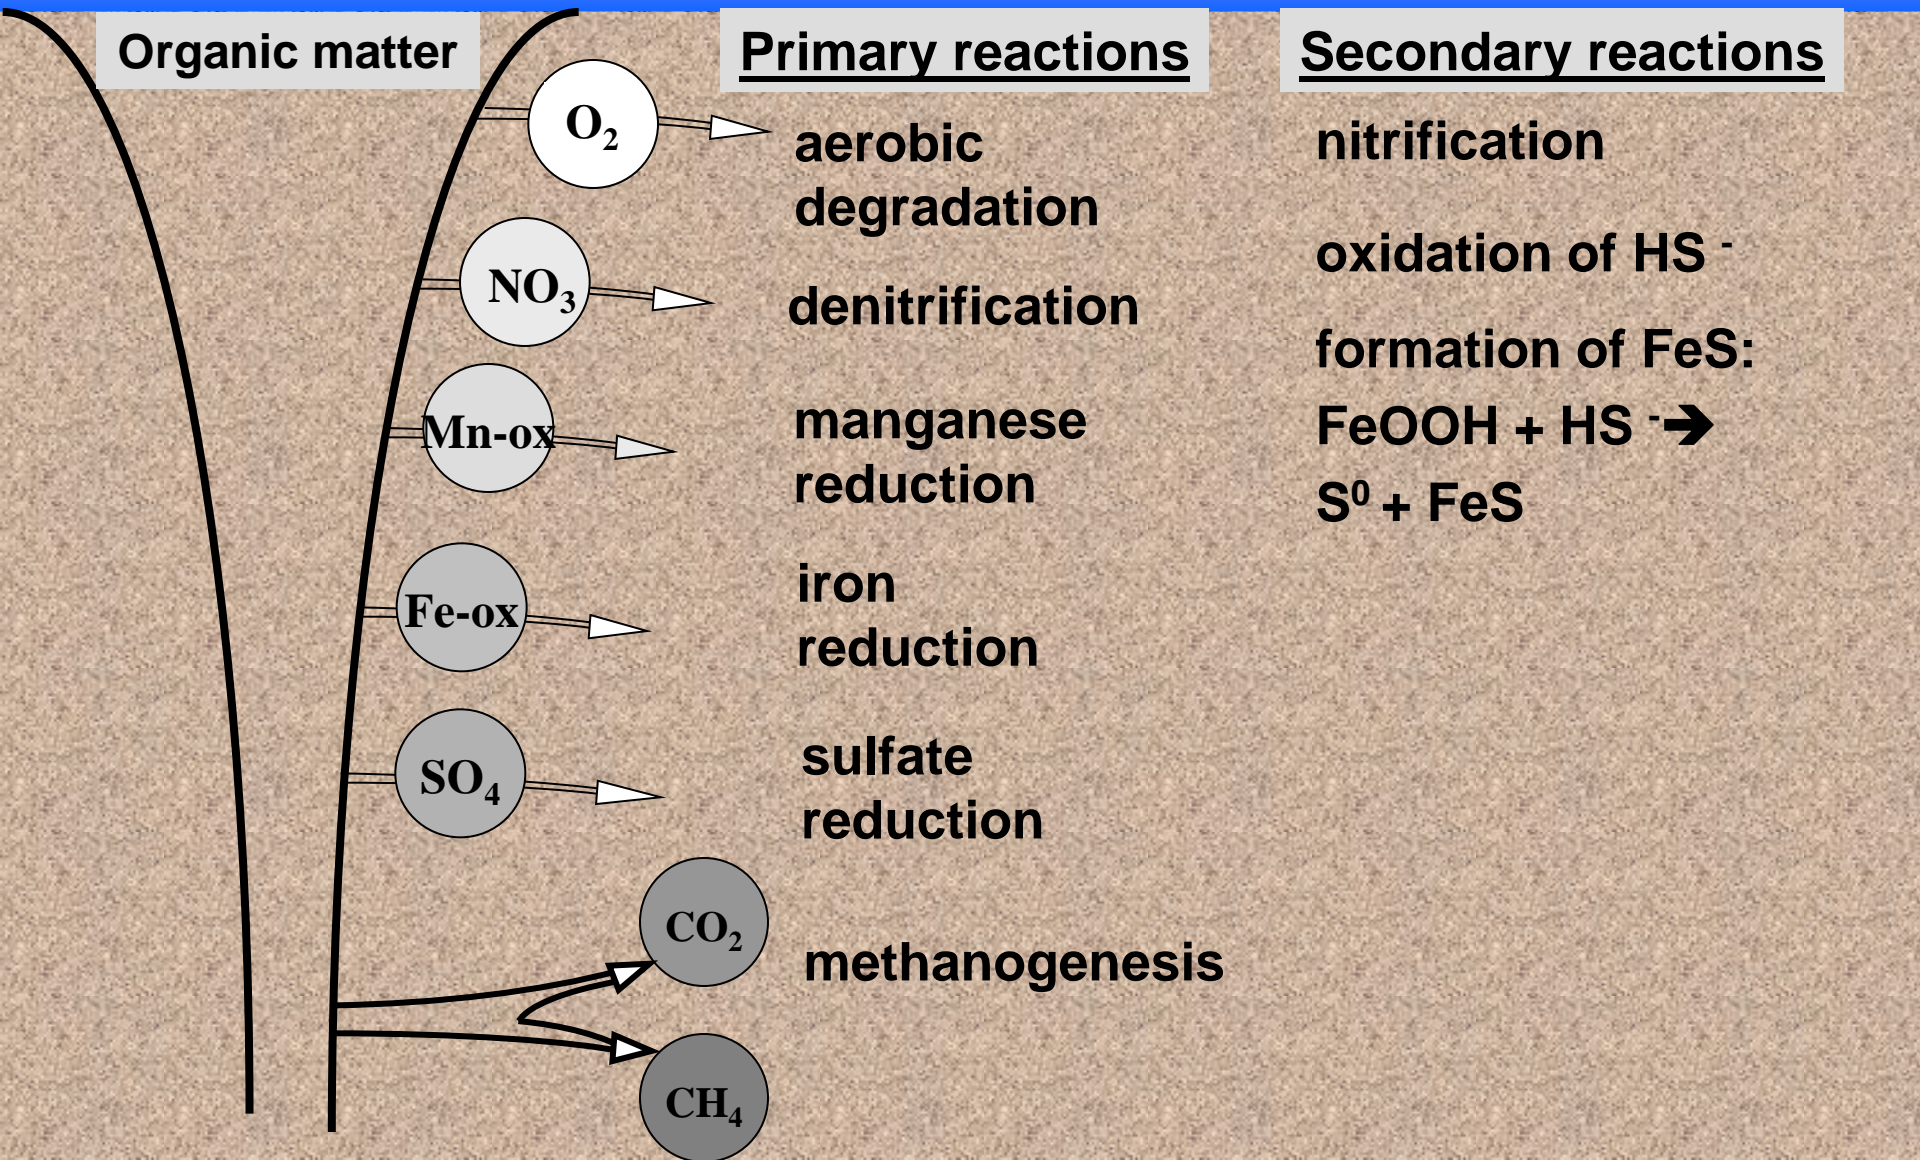 Organic matter
O₂
NO₃
Mn-ox
Fe-ox
SO₄
CO₂
CH₄
Primary reactions
aerobic
degradation
denitrification
manganese
reduction
iron
reduction
sulfate
reduction
methanogenesis
Secondary reactions
nitrification
oxidation of HS ⁻
formation of FeS:
FeOOH + HS ⁻➔
S⁰ + FeS